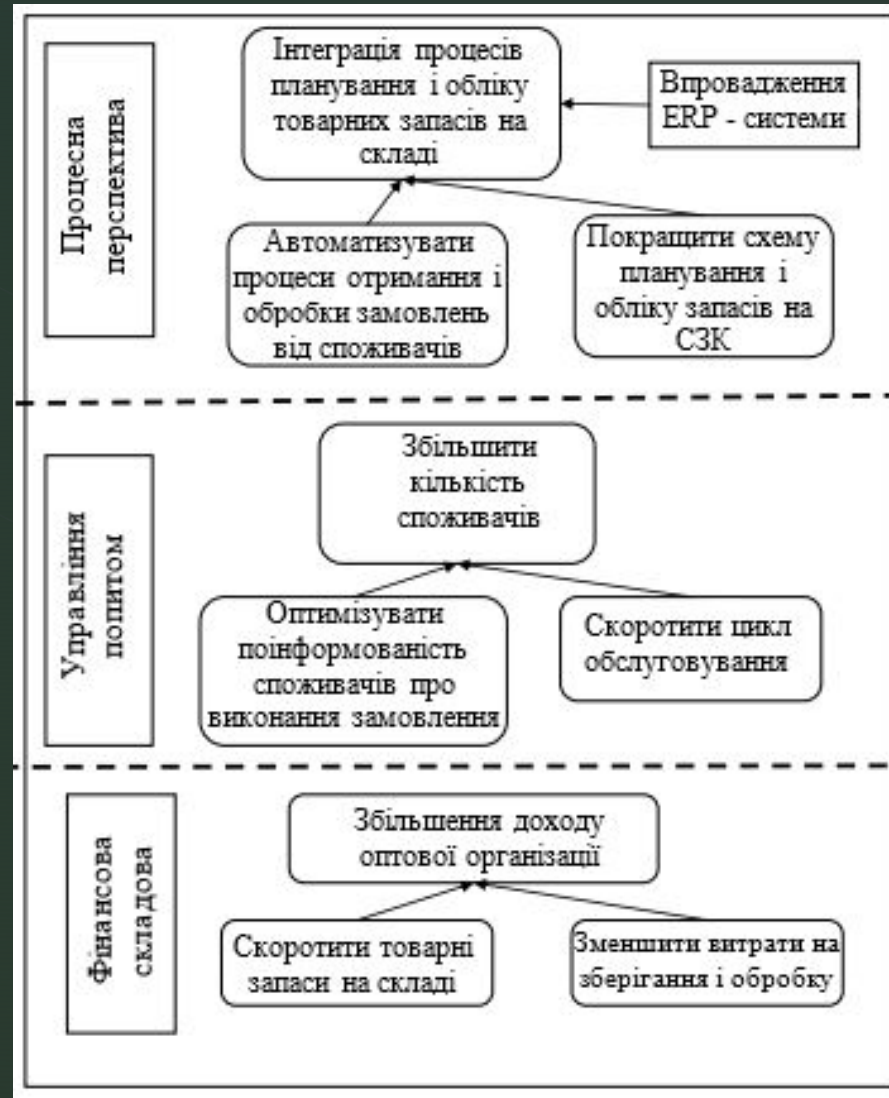 Процесна
перспектива
Інтеграція процесів
планування і обліку
товарних запасів на
складі
Впровадження
ERP - системи
Автоматизувати
процеси отримання і
обробки замовлень
від споживачів
Покращити схему
планування і
обліку запасів на
СЗК
Управління
попитом
Збільшити
кількість
споживачів
Оптимізувати
поінформованість
споживачів про
виконання замовлення
Скоротити цикл
обслуговування
Фінансова
складова
Збільшення доходу
оптової організації
Скоротити товарні
запаси на складі
Зменшити витрати на
зберігання і обробку